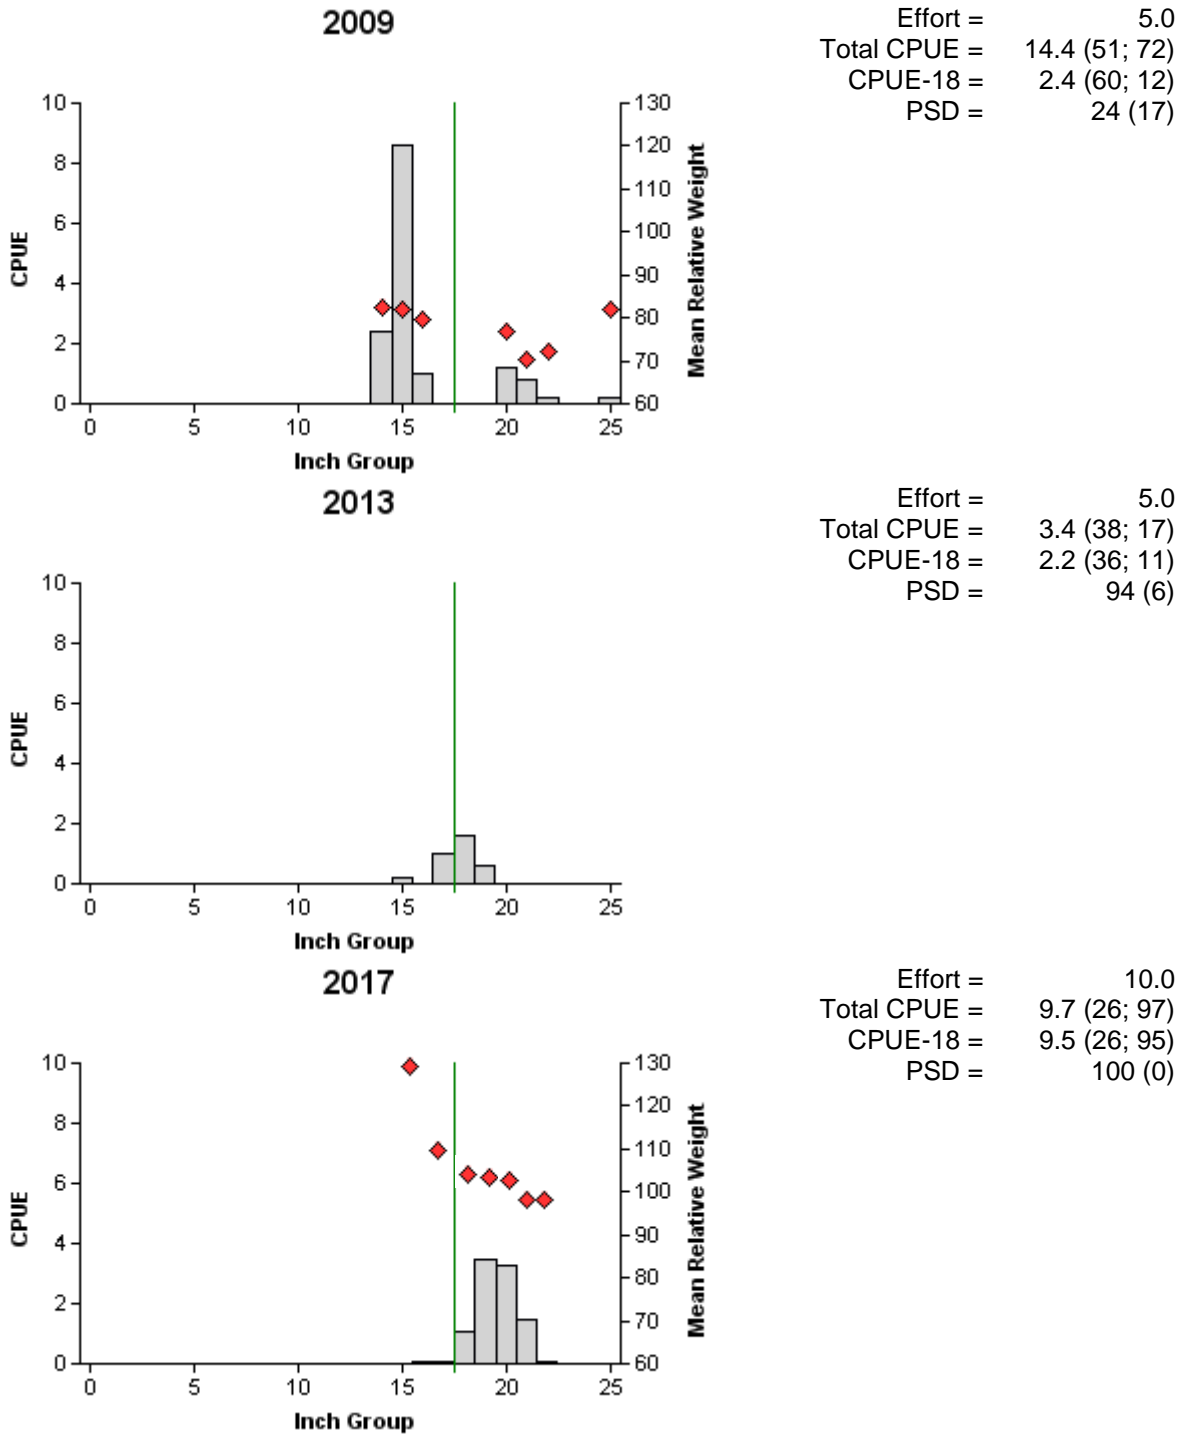 2009
Effort = 5.0
Total CPUE = 14.4 (51; 72)
CPUE-18 = 2.4 (60; 12)
PSD = 24 (17)
10
8
6
4
2
0
CPUE
130
120
110
100
90
80
70
60
Mean Relative Weight
0 5 10 15 20 25
Inch Group
2013
Effort = 5.0
Total CPUE = 3.4 (38; 17)
CPUE-18 = 2.2 (36; 11)
PSD = 94 (6)
10
8
6
4
2
0
CPUE
0 5 10 15 20 25
Inch Group
2017
Effort = 10.0
Total CPUE = 9.7 (26; 97)
CPUE-18 = 9.5 (26; 95)
PSD = 100 (0)
10
8
6
4
2
0
CPUE
130
120
110
100
90
80
70
60
Mean Relative Weight
0 5 10 15 20 25
Inch Group